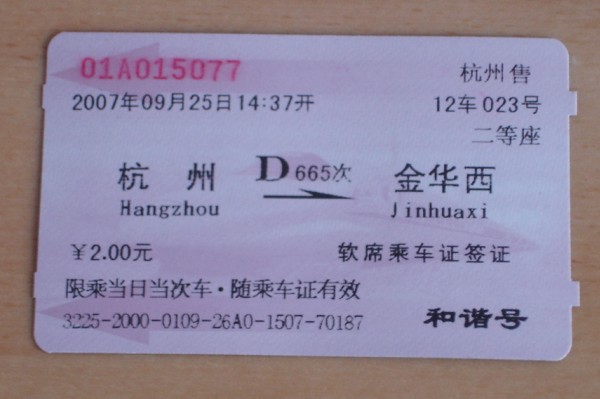 01A015077 杭州售
2007年09月25日14:37开 12车023号
二等座
杭州 D665次 金华西
Hangzhou Jinhuaxi
￥2.00元 软席乘车证签证
限乘当日当次车·随乘车证有效
3225-2000-0109-26A0-1507-70187 和谐号